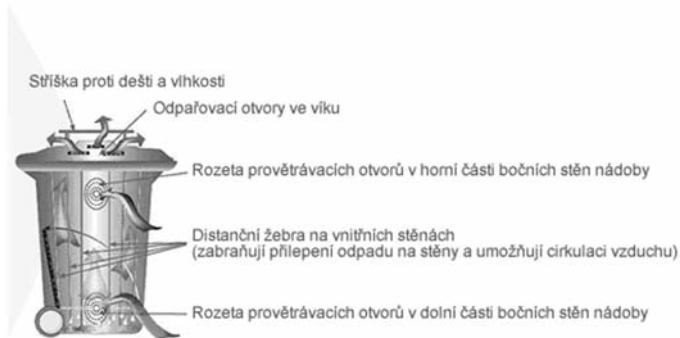 Stříška proti dešti a vlhkosti
Odpařovací otvory ve víku
Rozeta provětrávacích otvorů v horní části bočních stěn nádoby
Distanční žebra na vnitřních stěnách
(zabraňují přilepení odpadu na stěny a umožňují cirkulaci vzduchu)
Rozeta provětrávacích otvorů v dolní části bočních stěn nádoby